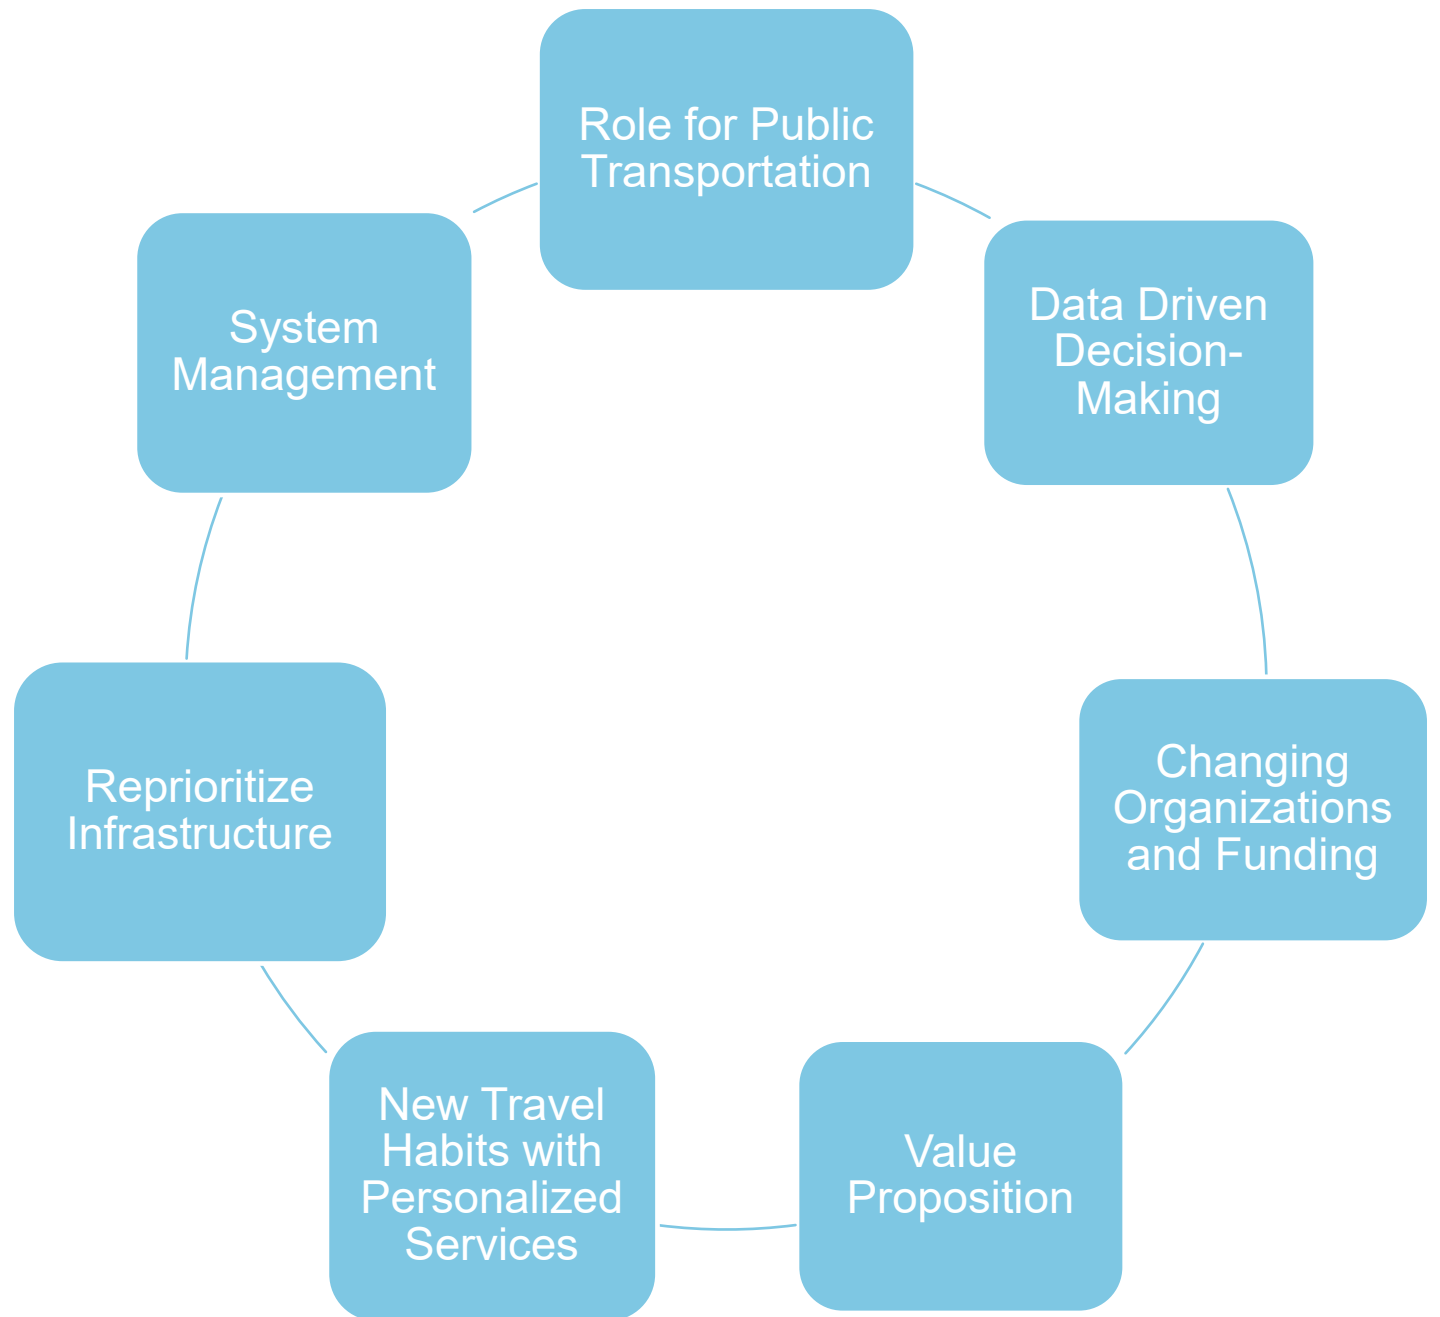 Role for Public
Transportation
Data Driven
Decision-
Making
Changing
Organizations
and Funding
Value
Proposition
New Travel
Habits with
Personalized
Services
Reprioritize
Infrastructure
System
Management